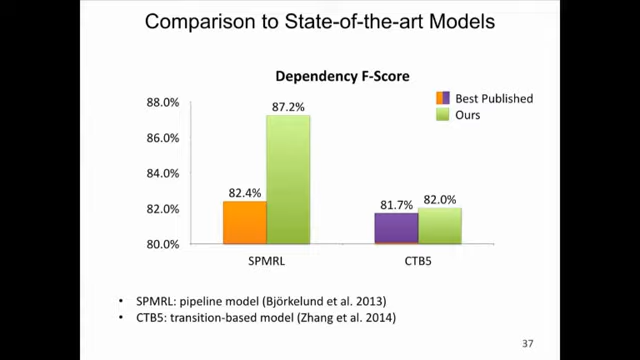 Comparison to State-of-the-art Models
Dependency F-Score
Best Published
Ours
88.0%
86.0%
84.0%
82.0%
80.0%
87.2%
82.4%
81.7%
82.0%
SPMRL
CTB5
• SPMRL: pipeline model (Björkelund et al. 2013)
• CTB5: transition-based model (Zhang et al. 2014)
37